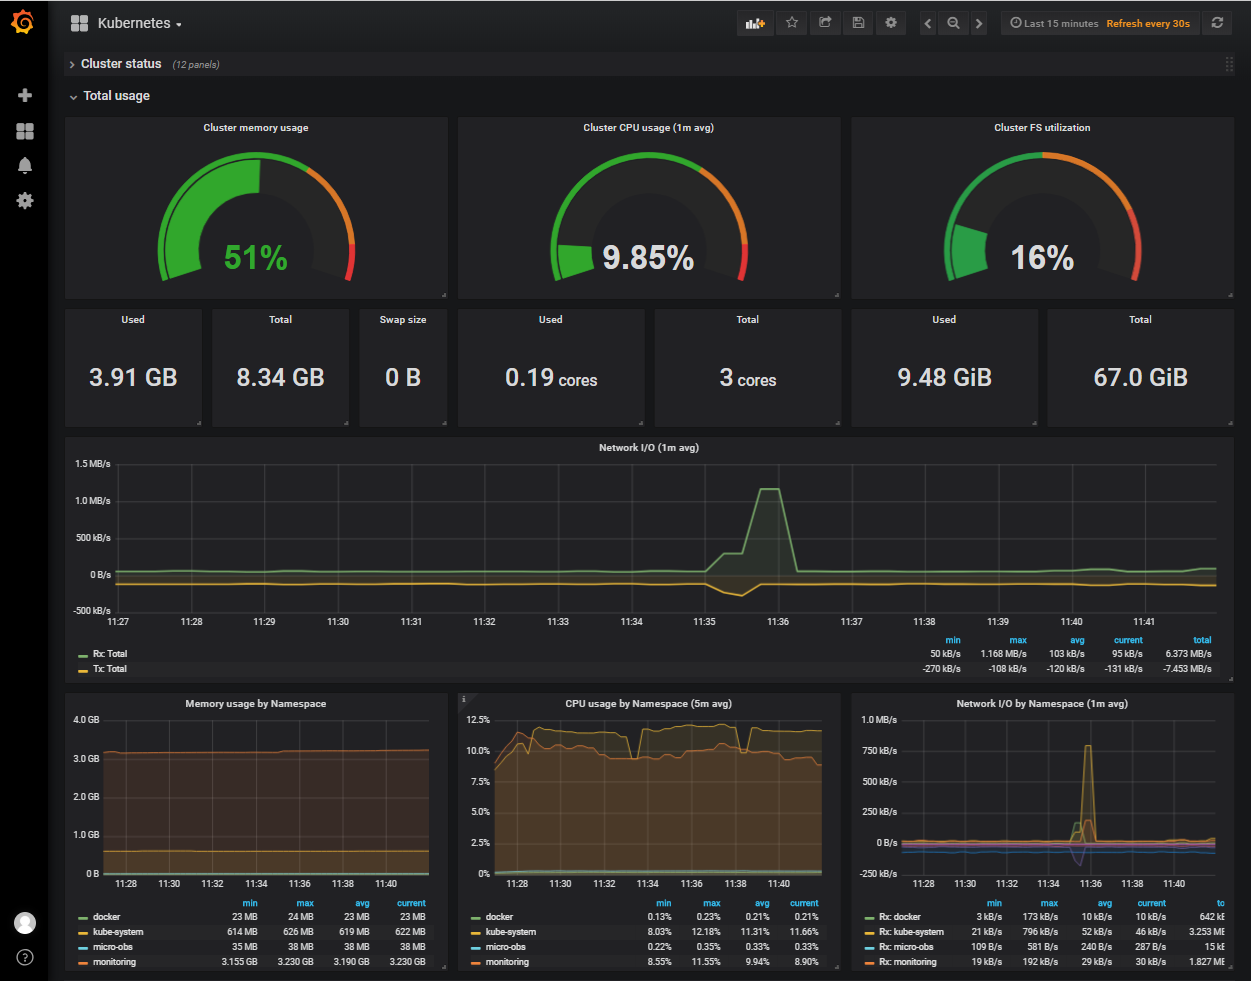 Kubernetes
Last 15 minutes Refresh every 30s
Cluster status (12 panels)
Total usage
Cluster memory usage
51%
Cluster CPU usage (1m avg)
9.85%
Cluster FS utilization
16%
Used
3.91 GB
Total
8.34 GB
Swap size
0 B
Used
0.19 cores
Total
3 cores
Used
9.48 GiB
Total
67.0 GiB
Network I/O (1m avg)
1.5 MB/s
1.0 MB/s
500 kB/s
0 B/s
-500 kB/s
11:27 11:28 11:29 11:30 11:31 11:32 11:33 11:34 11:35 11:36 11:37 11:38 11:39 11:40 11:41
min max avg current total
Rx: Total 50 kB/s 1.168 MB/s 103 kB/s 95 kB/s 6.373 MB/s
Tx: Total -270 kB/s -108 kB/s -120 kB/s -131 kB/s -7.453 MB/s
Memory usage by Namespace
4.0 GB
3.0 GB
2.0 GB
1.0 GB
0 B
11:28 11:30 11:32 11:34 11:36 11:38 11:40
min max avg current
docker 23 MB 24 MB 23 MB 23 MB
kube-system 614 MB 626 MB 619 MB 622 MB
micro-obs 35 MB 38 MB 38 MB 38 MB
monitoring 3.155 GB 3.230 GB 3.190 GB 3.230 GB
i
CPU usage by Namespace (5m avg)
12.5%
10.0%
7.5%
5.0%
2.5%
0%
11:28 11:30 11:32 11:34 11:36 11:38 11:40
min max avg current
docker 0.13% 0.23% 0.21% 0.21%
kube-system 8.03% 12.18% 11.31% 11.66%
micro-obs 0.22% 0.35% 0.33% 0.33%
monitoring 8.55% 11.55% 9.94% 8.90%
Network I/O by Namespace (1m avg)
1.0 MB/s
750 kB/s
500 kB/s
250 kB/s
0 B/s
-250 kB/s
11:28 11:30 11:32 11:34 11:36 11:38 11:40
min max avg current
Rx: docker 3 kB/s 173 kB/s 10 kB/s 10 kB/s 642
Rx: kube-system 21 kB/s 796 kB/s 52 kB/s 46 kB/s 3.253
Rx: micro-obs 109 B/s 581 B/s 240 B/s 287 B/s 15
Rx: monitoring 19 kB/s 192 kB/s 29 kB/s 30 kB/s 1.827